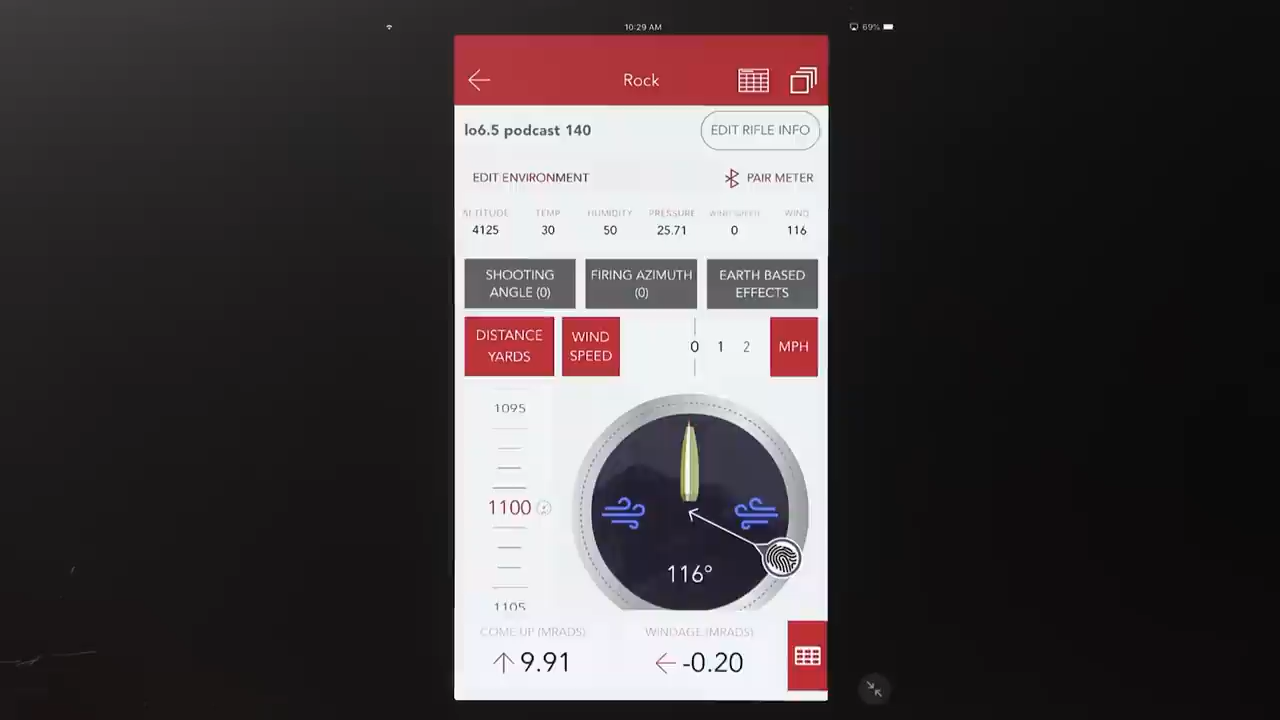 10:29 AM
69%
Rock
lo6.5 podcast 140
EDIT RIFLE INFO
EDIT ENVIRONMENT
PAIR METER
ALTITUDE TEMP HUMIDITY PRESSURE WIND SPEED WIND
4125 30 50 25.71 0 116
SHOOTING
ANGLE (0)
FIRING AZIMUTH
(0)
EARTH BASED
EFFECTS
DISTANCE
YARDS
WIND
SPEED
0 1 2
MPH
1095
1100
1105
116°
COME UP (MRADS)
9.91
WINDAGE (MRADS)
-0.20